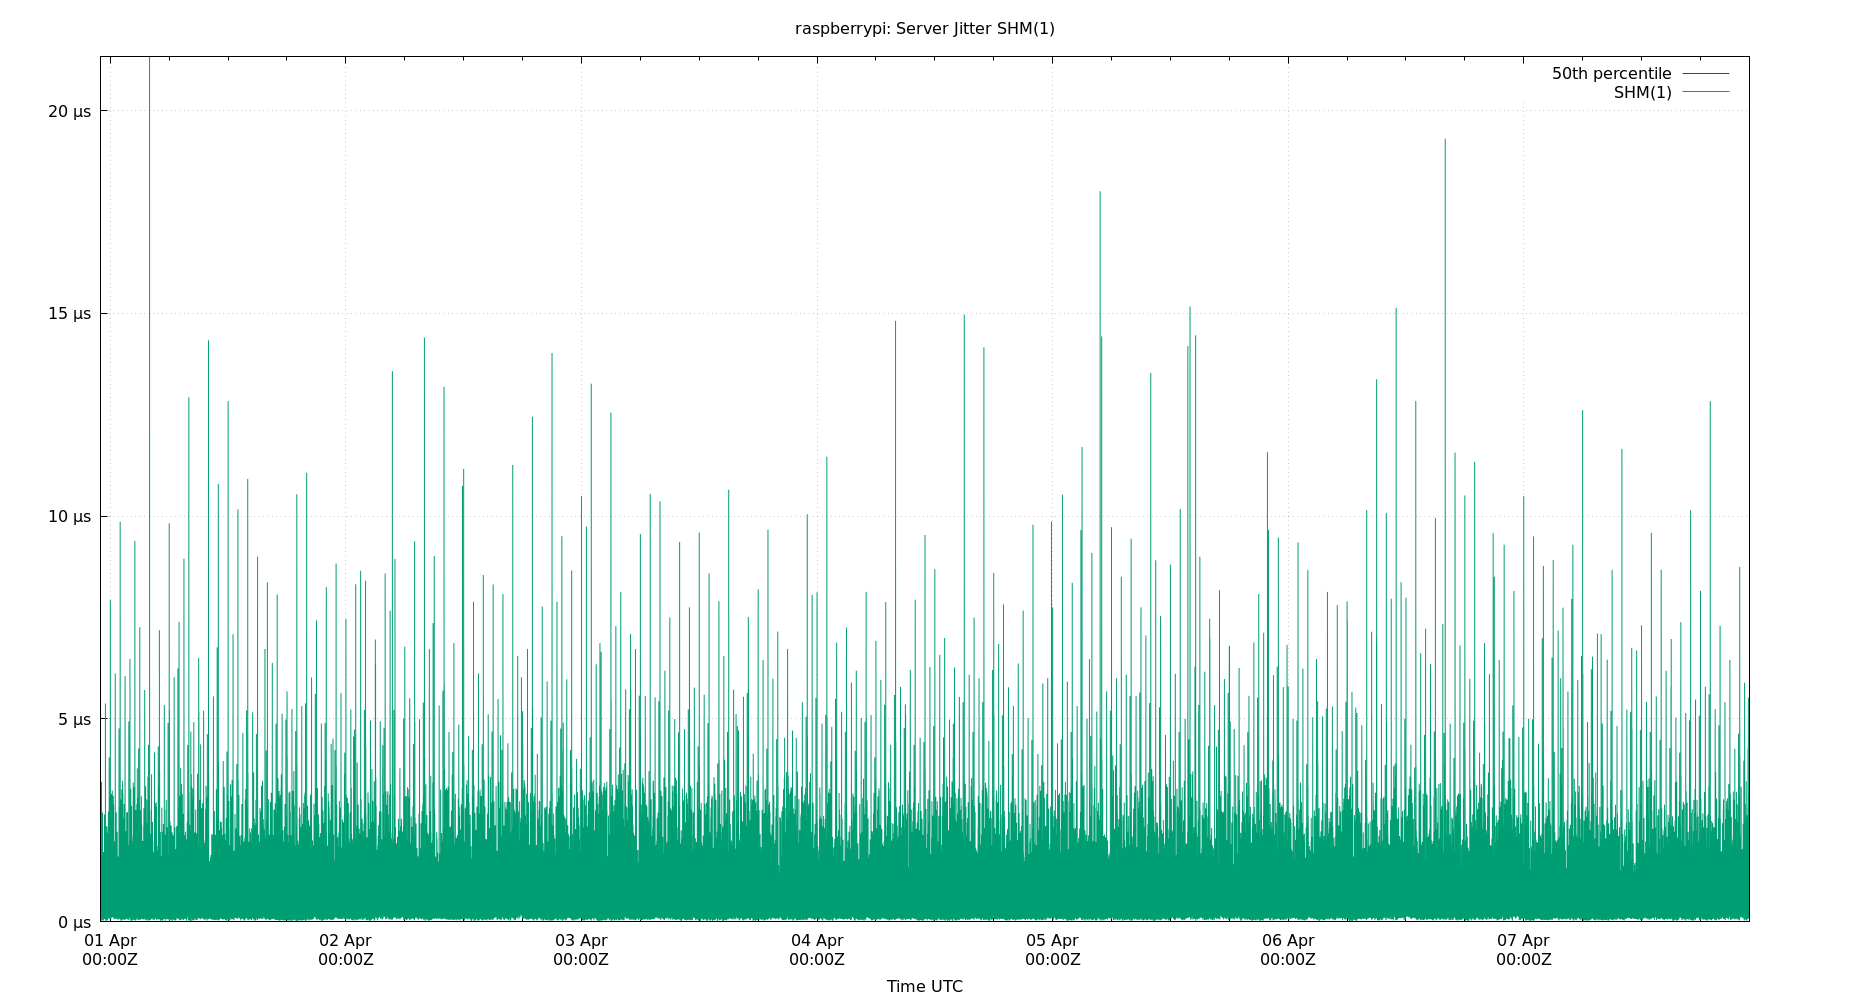 raspberrypi: Server Jitter SHM(1)
50th percentile
SHM(1)
20 µs
15 µs
10 µs
5 µs
0 µs
01 Apr 02 Apr 03 Apr 04 Apr 05 Apr 06 Apr 07 Apr
00:00Z 00:00Z 00:00Z 00:00Z 00:00Z 00:00Z 00:00Z
Time UTC